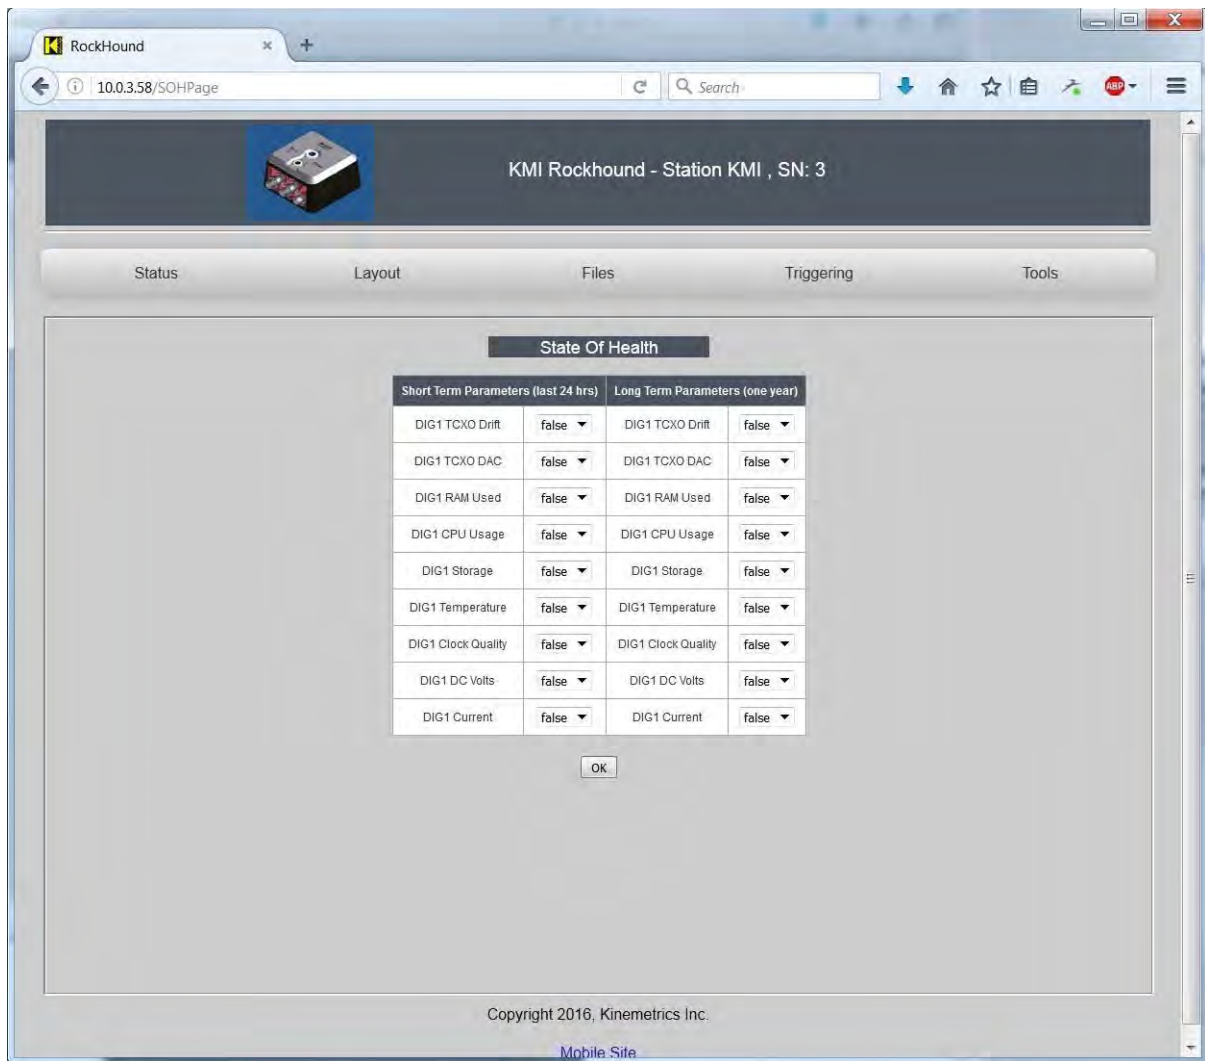 RockHound
10.0.3.58/SOHPage
Search
ABP
KMI Rockhound - Station KMI , SN: 3
Status Layout Files Triggering Tools
State Of Health
Short Term Parameters (last 24 hrs) Long Term Parameters (one year)
DIG1 TCXO Drift false DIG1 TCXO Drift false
DIG1 TCXO DAC false DIG1 TCXO DAC false
DIG1 RAM Used false DIG1 RAM Used false
DIG1 CPU Usage false DIG1 CPU Usage false
DIG1 Storage false DIG1 Storage false
DIG1 Temperature false DIG1 Temperature false
DIG1 Clock Quality false DIG1 Clock Quality false
DIG1 DC Volts false DIG1 DC Volts false
DIG1 Current false DIG1 Current false
OK
Copyright 2016, Kinemetrics Inc.
Mobile Site